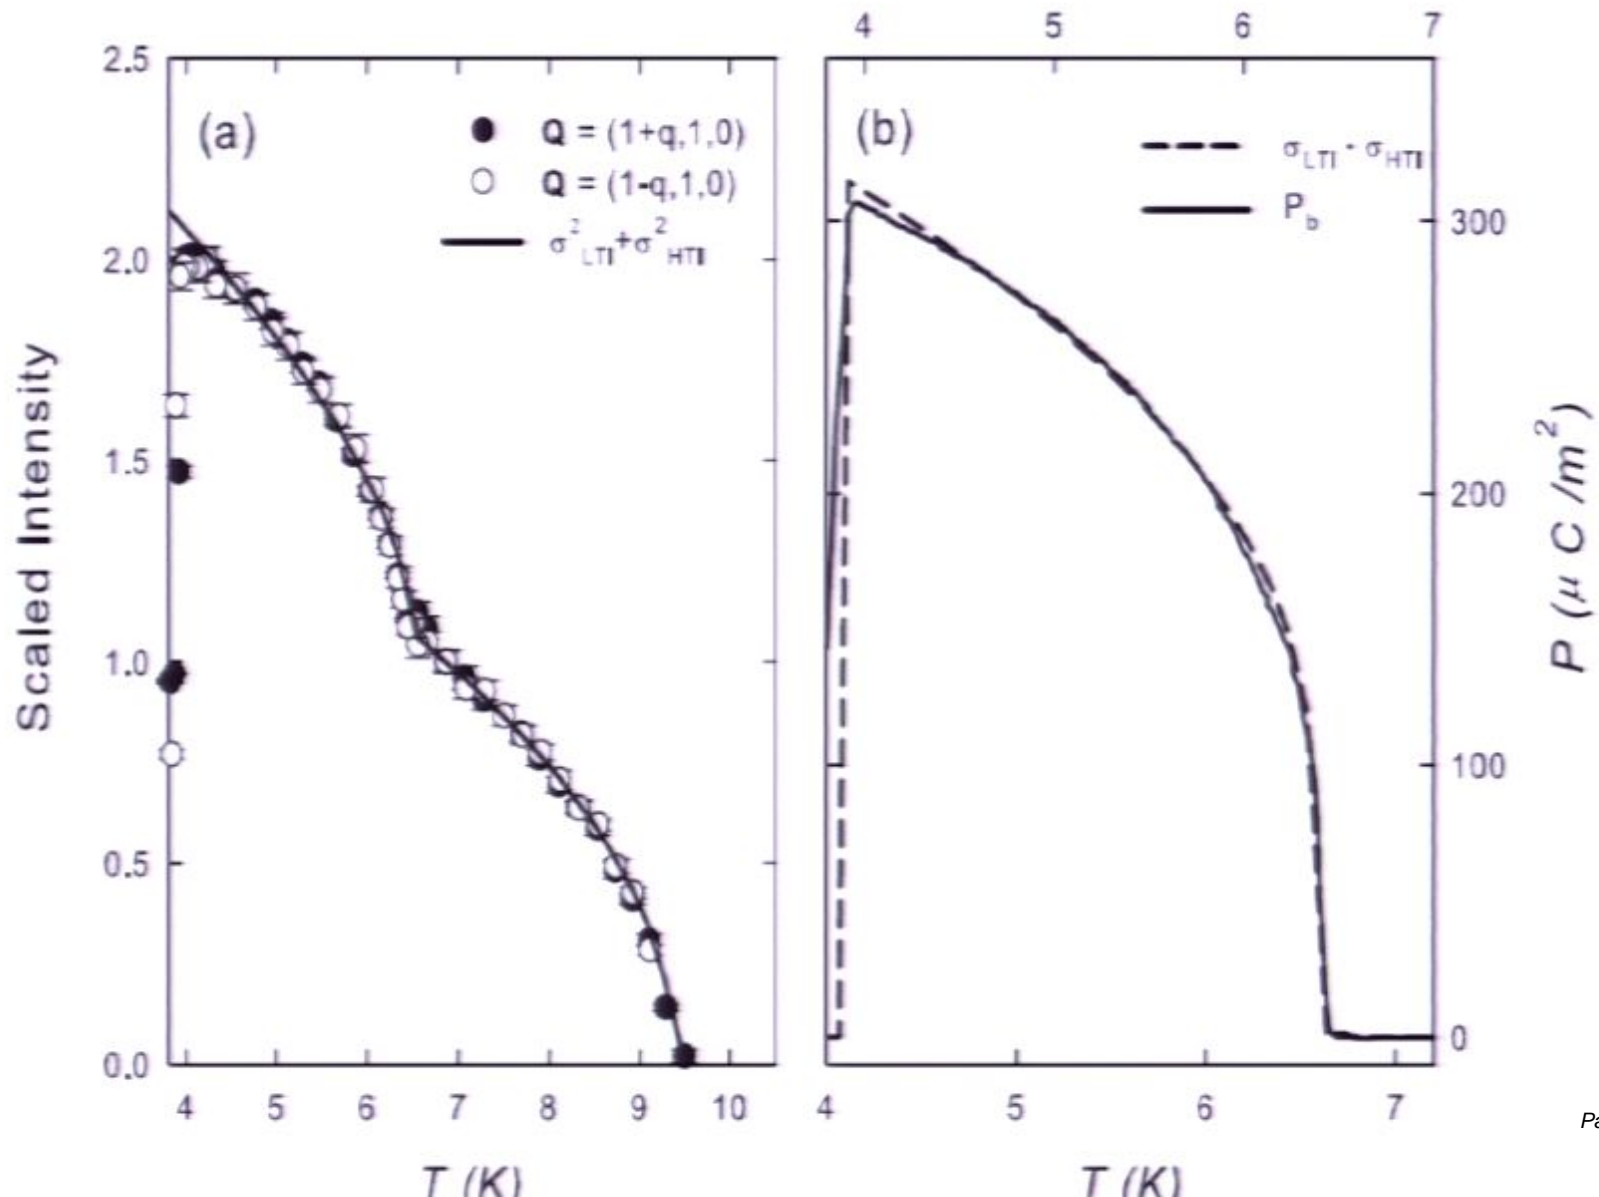 4 5 6 7
2.5
(a)
Q = (1+q,1,0)
Q = (1-q,1,0)
σ²LTI+σ²HTI
2.0
1.5
1.0
0.5
0.0
4 5 6 7 8 9 10
T (K)
Scaled Intensity
(b)
σLTI · σHTI
Pb
300
200
100
0
4 5 6 7
T (K)
P (μ C /m²)